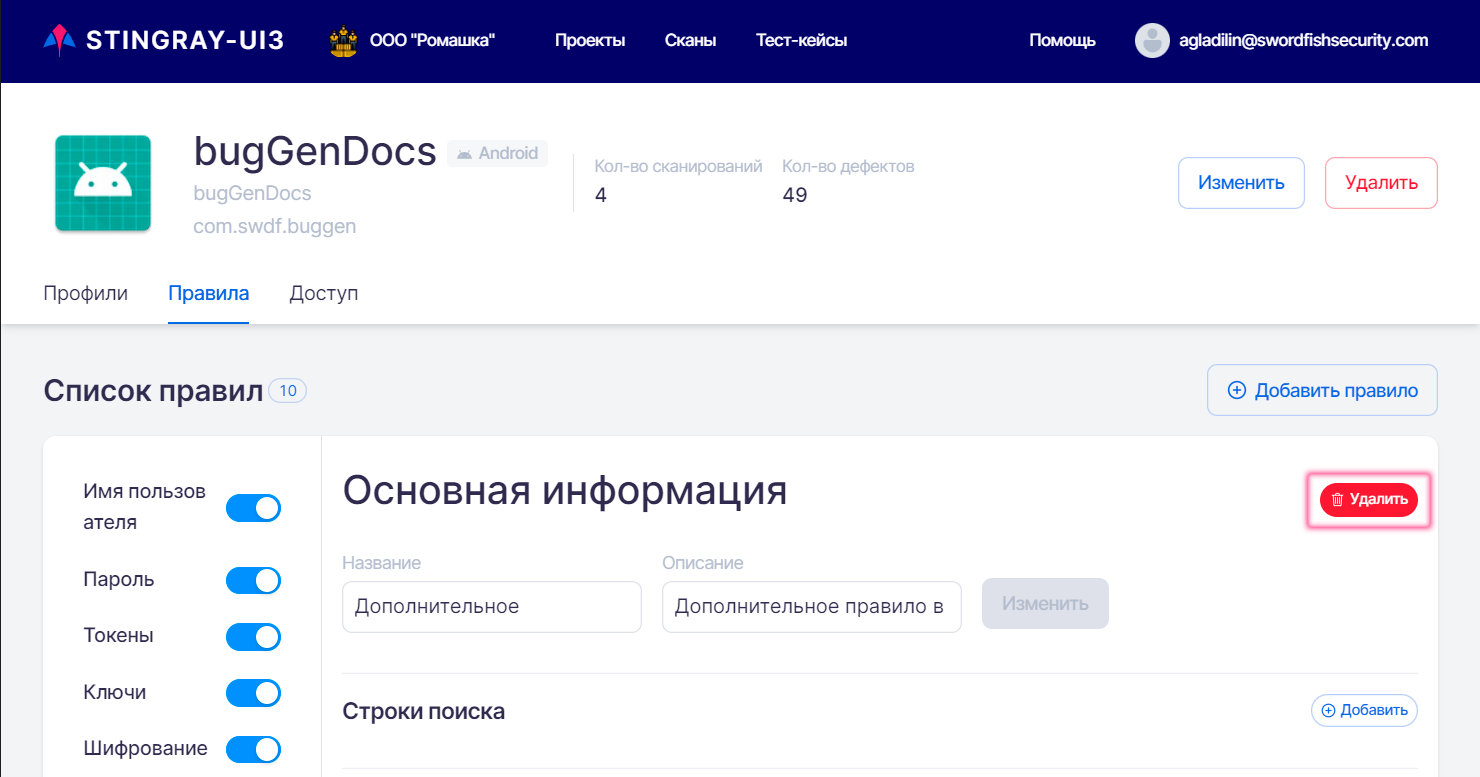 STINGRAY-UI3
ООО "Ромашка"
Проекты
Сканы
Тест-кейсы
Помощь
agladilin@swordfishsecurity.com
bugGenDocs
Android
bugGenDocs
com.swdf.buggen
Кол-во сканирований
4
Кол-во дефектов
49
Изменить
Удалить
Профили
Правила
Доступ
Список правил 10
Добавить правило
Имя пользов
ателя
Пароль
Токены
Ключи
Шифрование
Основная информация
Удалить
Название
Дополнительное
Описание
Дополнительное правило в
Изменить
Строки поиска
Добавить